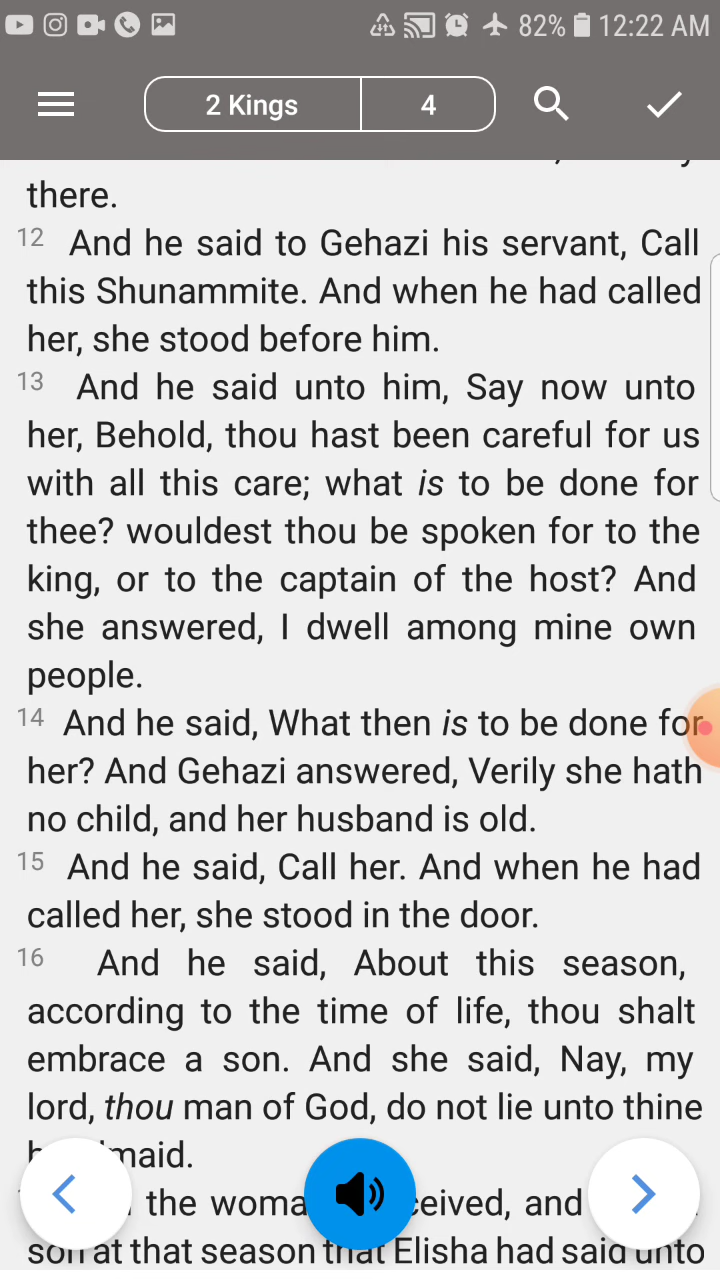 82% 12:22 AM
2 Kings 4
there.
12 And he said to Gehazi his servant, Call
this Shunammite. And when he had called
her, she stood before him.
13 And he said unto him, Say now unto
her, Behold, thou hast been careful for us
with all this care; what is to be done for
thee? wouldest thou be spoken for to the
king, or to the captain of the host? And
she answered, I dwell among mine own
people.
14 And he said, What then is to be done for
her? And Gehazi answered, Verily she hath
no child, and her husband is old.
15 And he said, Call her. And when he had
called her, she stood in the door.
16 And he said, About this season,
according to the time of life, thou shalt
embrace a son. And she said, Nay, my
lord, thou man of God, do not lie unto thine
maid.
the and
son at that season that Elisha had said unto